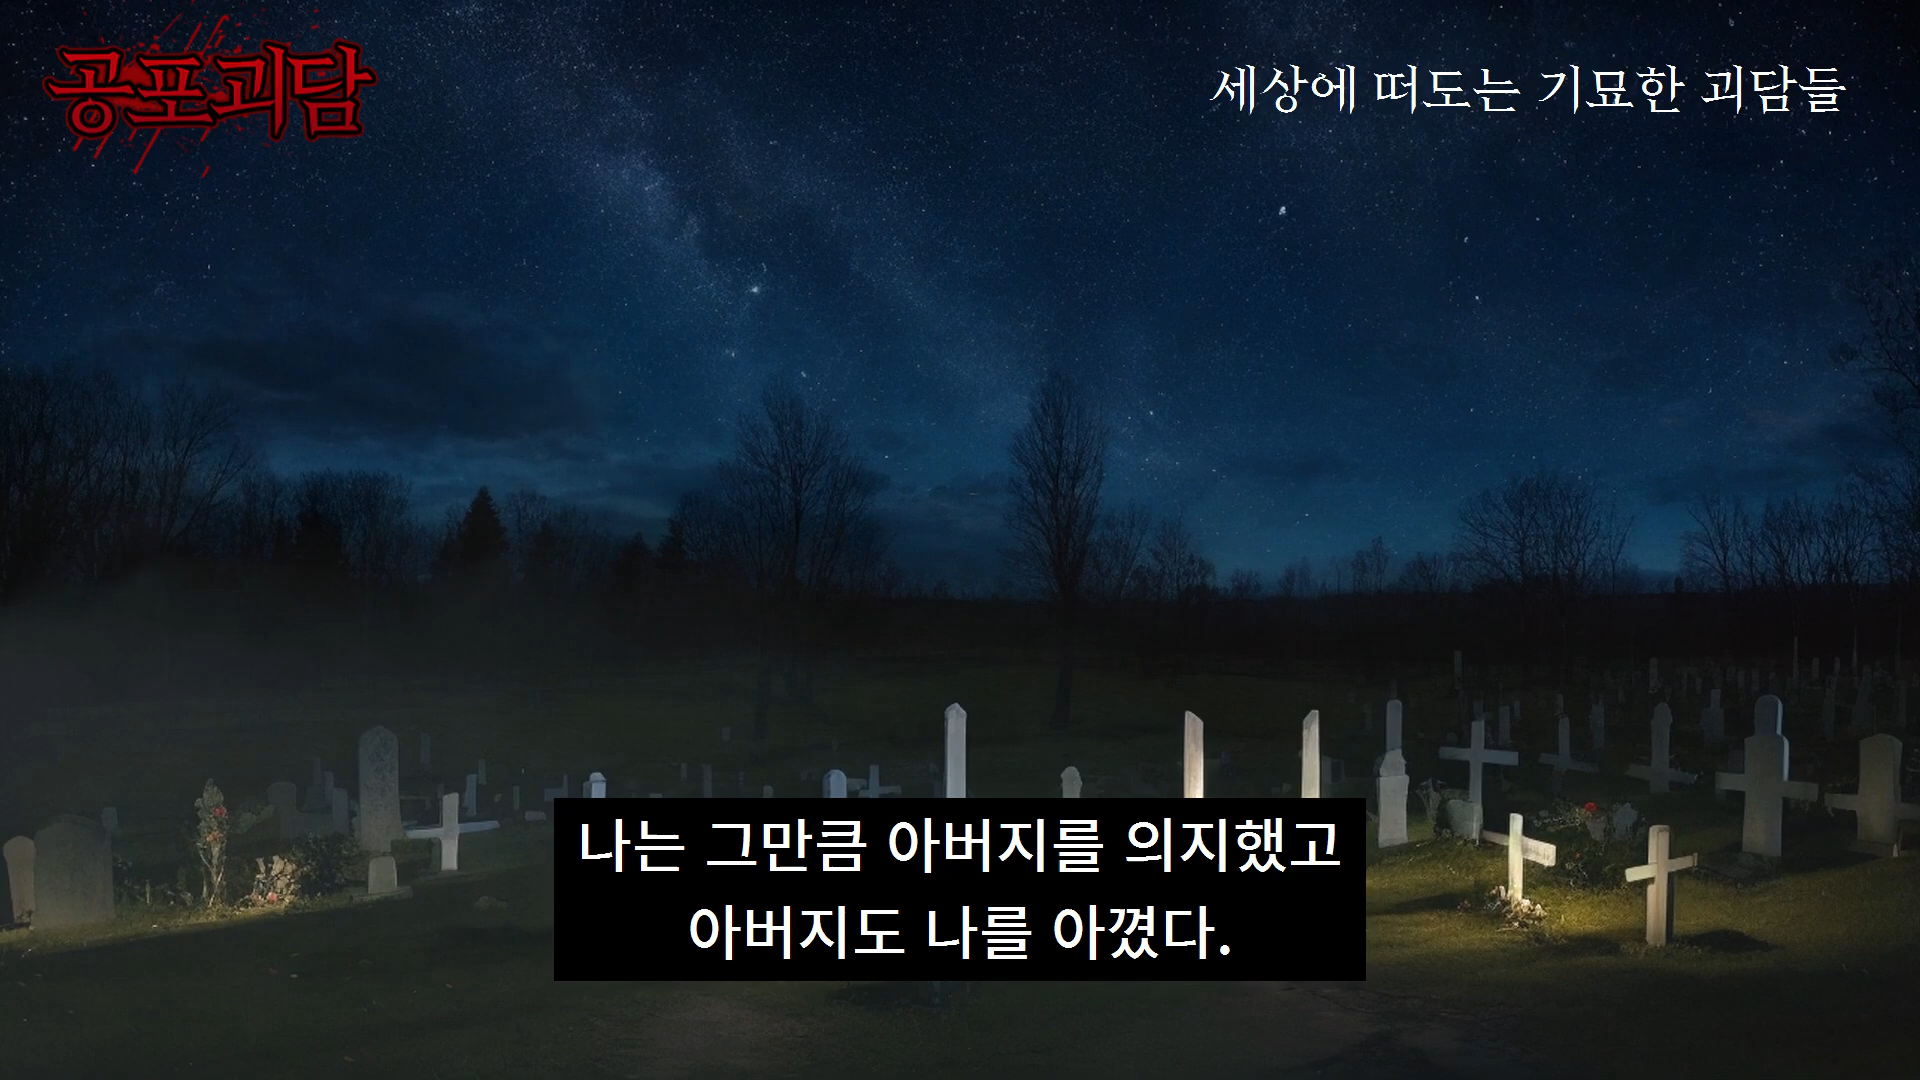 공포괴담
세상에 떠도는 기묘한 괴담들
나는 그만큼 아버지를 의지했고
아버지도 나를 아꼈다.